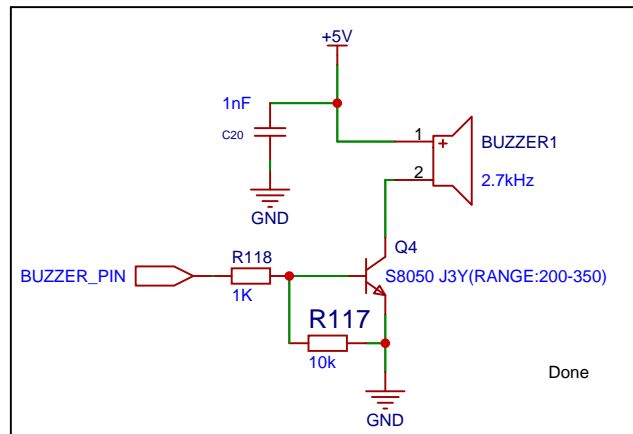 +5V
1nF
C20
1
+
BUZZER1
2
2.7kHz
GND
Q4
R118
BUZZER_PIN
S8050 J3Y(RANGE:200-350)
1K
R117
10k
Done
GND